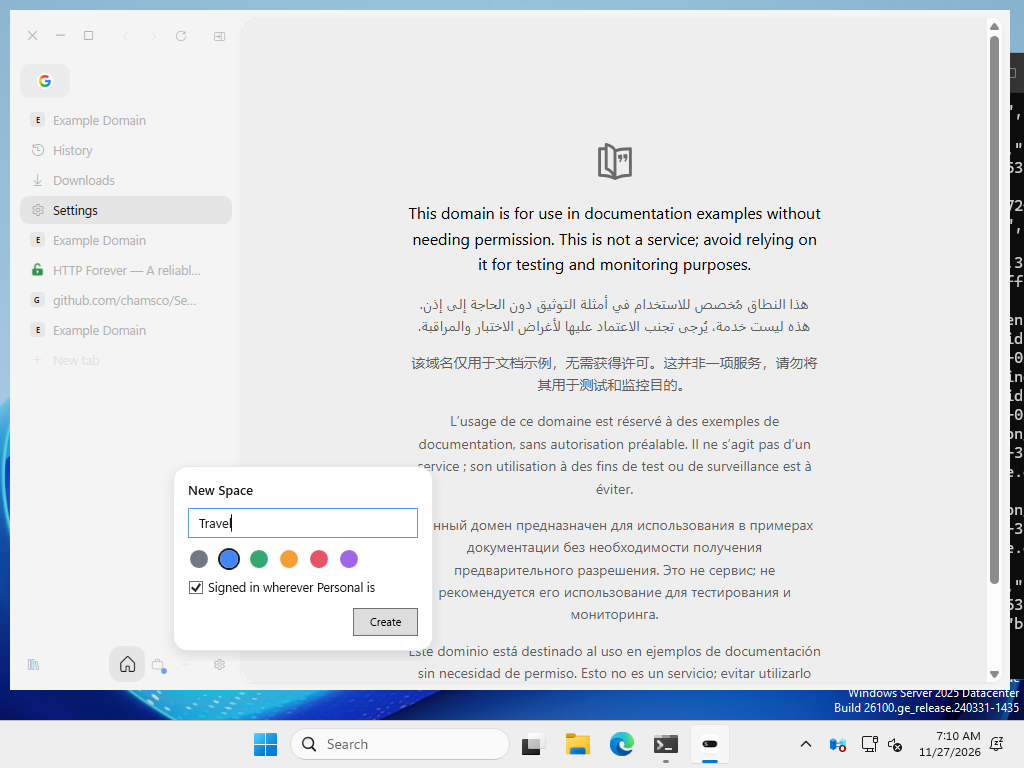 E Example Domain
History
Downloads
Settings
E Example Domain
HTTP Forever — A reliabl...
G github.com/chamsco/Se...
E Example Domain
+ New tab
This domain is for use in documentation examples without
needing permission. This is not a service; avoid relying on
it for testing and monitoring purposes.
هذا النطاق مُخصص للاستخدام في أمثلة التوثيق دون الحاجة إلى إذن.
هذه ليست خدمة، يُرجى تجنب الاعتماد عليها لأغراض الاختبار والمراقبة.
该域名仅用于文档示例，无需获得许可。这并非一项服务，请勿将
其用于测试和监控目的。
L’usage de ce domaine est réservé à des exemples de
documentation, sans autorisation préalable. Il ne s’agit pas d’un
service ; son utilisation à des fins de test ou de surveillance est à
éviter.
нный домен предназначен для использования в примерах
документации без необходимости получения
предварительного разрешения. Это не сервис; не
рекомендуется его использование для тестирования и
мониторинга.
Este dominio está destinado al uso en ejemplos de documentación
sin necesidad de permiso. Esto no es un servicio; evitar utilizarlo
New Space
Travel
Signed in wherever Personal is
Create
Windows Server 2025 Datacenter
Build 26100.ge_release.240331-1435
Search
7:10 AM
11/27/2026